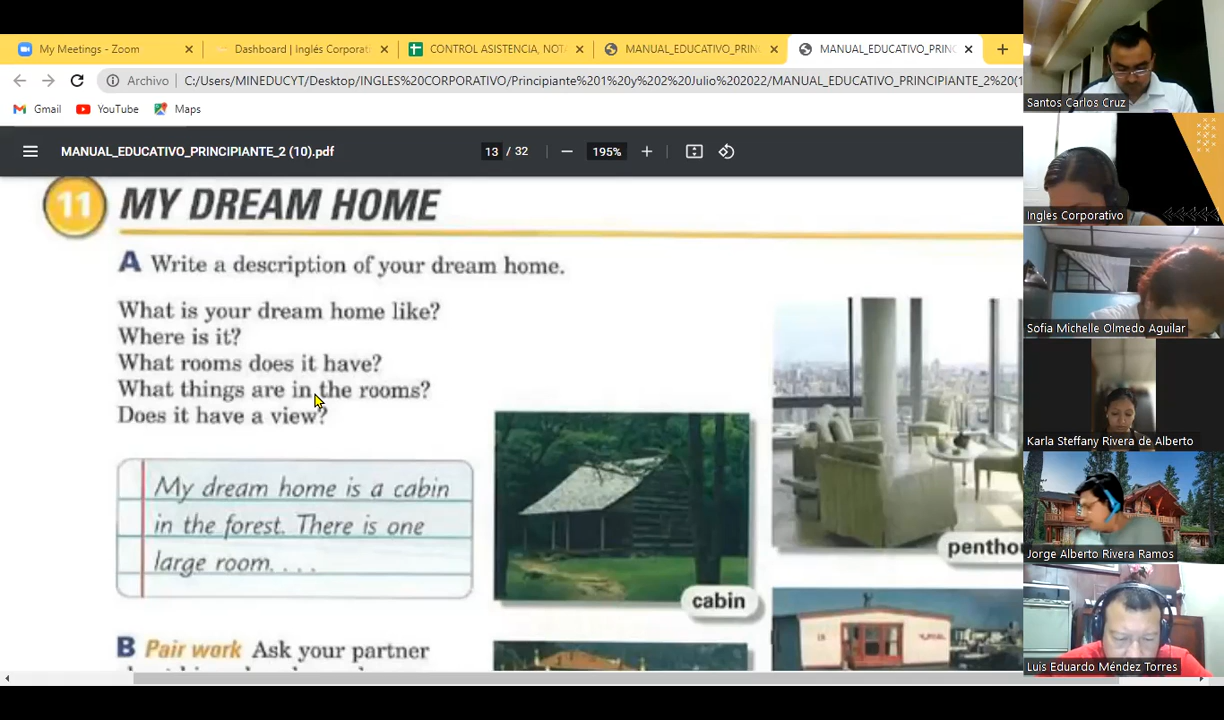 My Meetings - Zoom
Dashboard | Inglés Corporat
CONTROL ASISTENCIA, NOT
MANUAL_EDUCATIVO_PRIN
MANUAL_EDUCATIVO_PRINC
Archivo
C:/Users/MINEDUCYT/Desktop/INGLES%20CORPORATIVO/Principiante%201%20y%202%20Julio%202022/MANUAL_EDUCATIVO_PRINCIPIANTE_2%20(1
Gmail
YouTube
Maps
MANUAL_EDUCATIVO_PRINCIPIANTE_2 (10).pdf
13 / 32
195%
11 MY DREAM HOME
A Write a description of your dream home.
What is your dream home like?
Where is it?
What rooms does it have?
What things are in the rooms?
Does it have a view?
My dream home is a cabin
in the forest. There is one
large room. . . .
cabin
pentho
B Pair work Ask your partner
Santos Carlos Cruz
Ingles Corporativo
Sofia Michelle Olmedo Aguilar
Karla Steffany Rivera de Alberto
Jorge Alberto Rivera Ramos
Luis Eduardo Méndez Torres